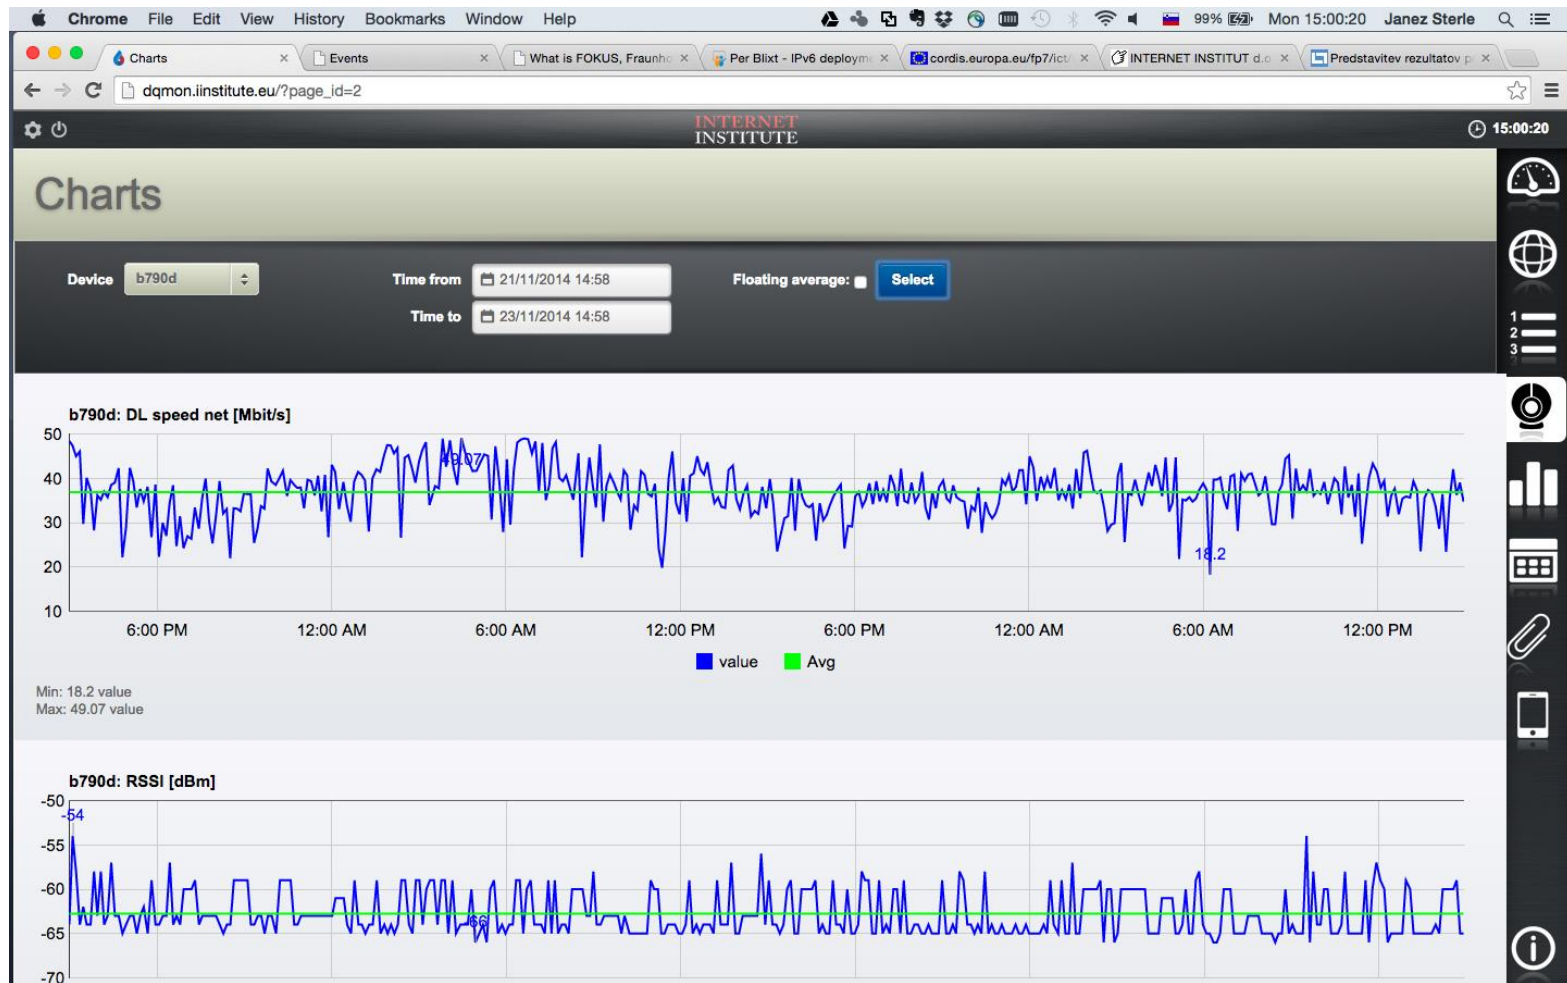 Chrome File Edit View History Bookmarks Window Help 99% Mon 15:00:20 Janez Sterle
Charts Events What is FOKUS, Fraunho Per Blixt - IPv6 deployme cordis.europa.eu/fp7/ict/ INTERNET INSTITUT d.o Predstavitev rezultatov p
dqmon.iinstitute.eu/?page_id=2
INTERNET
INSTITUTE
15:00:20
Charts
Device b790d Time from 21/11/2014 14:58 Floating average: Select
Time to 23/11/2014 14:58
1
2
3
b790d: DL speed net [Mbit/s]
50
49.07
40
30
18.2
20
10
6:00 PM 12:00 AM 6:00 AM 12:00 PM 6:00 PM 12:00 AM 6:00 AM 12:00 PM
value Avg
Min: 18.2 value
Max: 49.07 value
b790d: RSSI [dBm]
-50
-54
-55
-60
-66
-65
-70